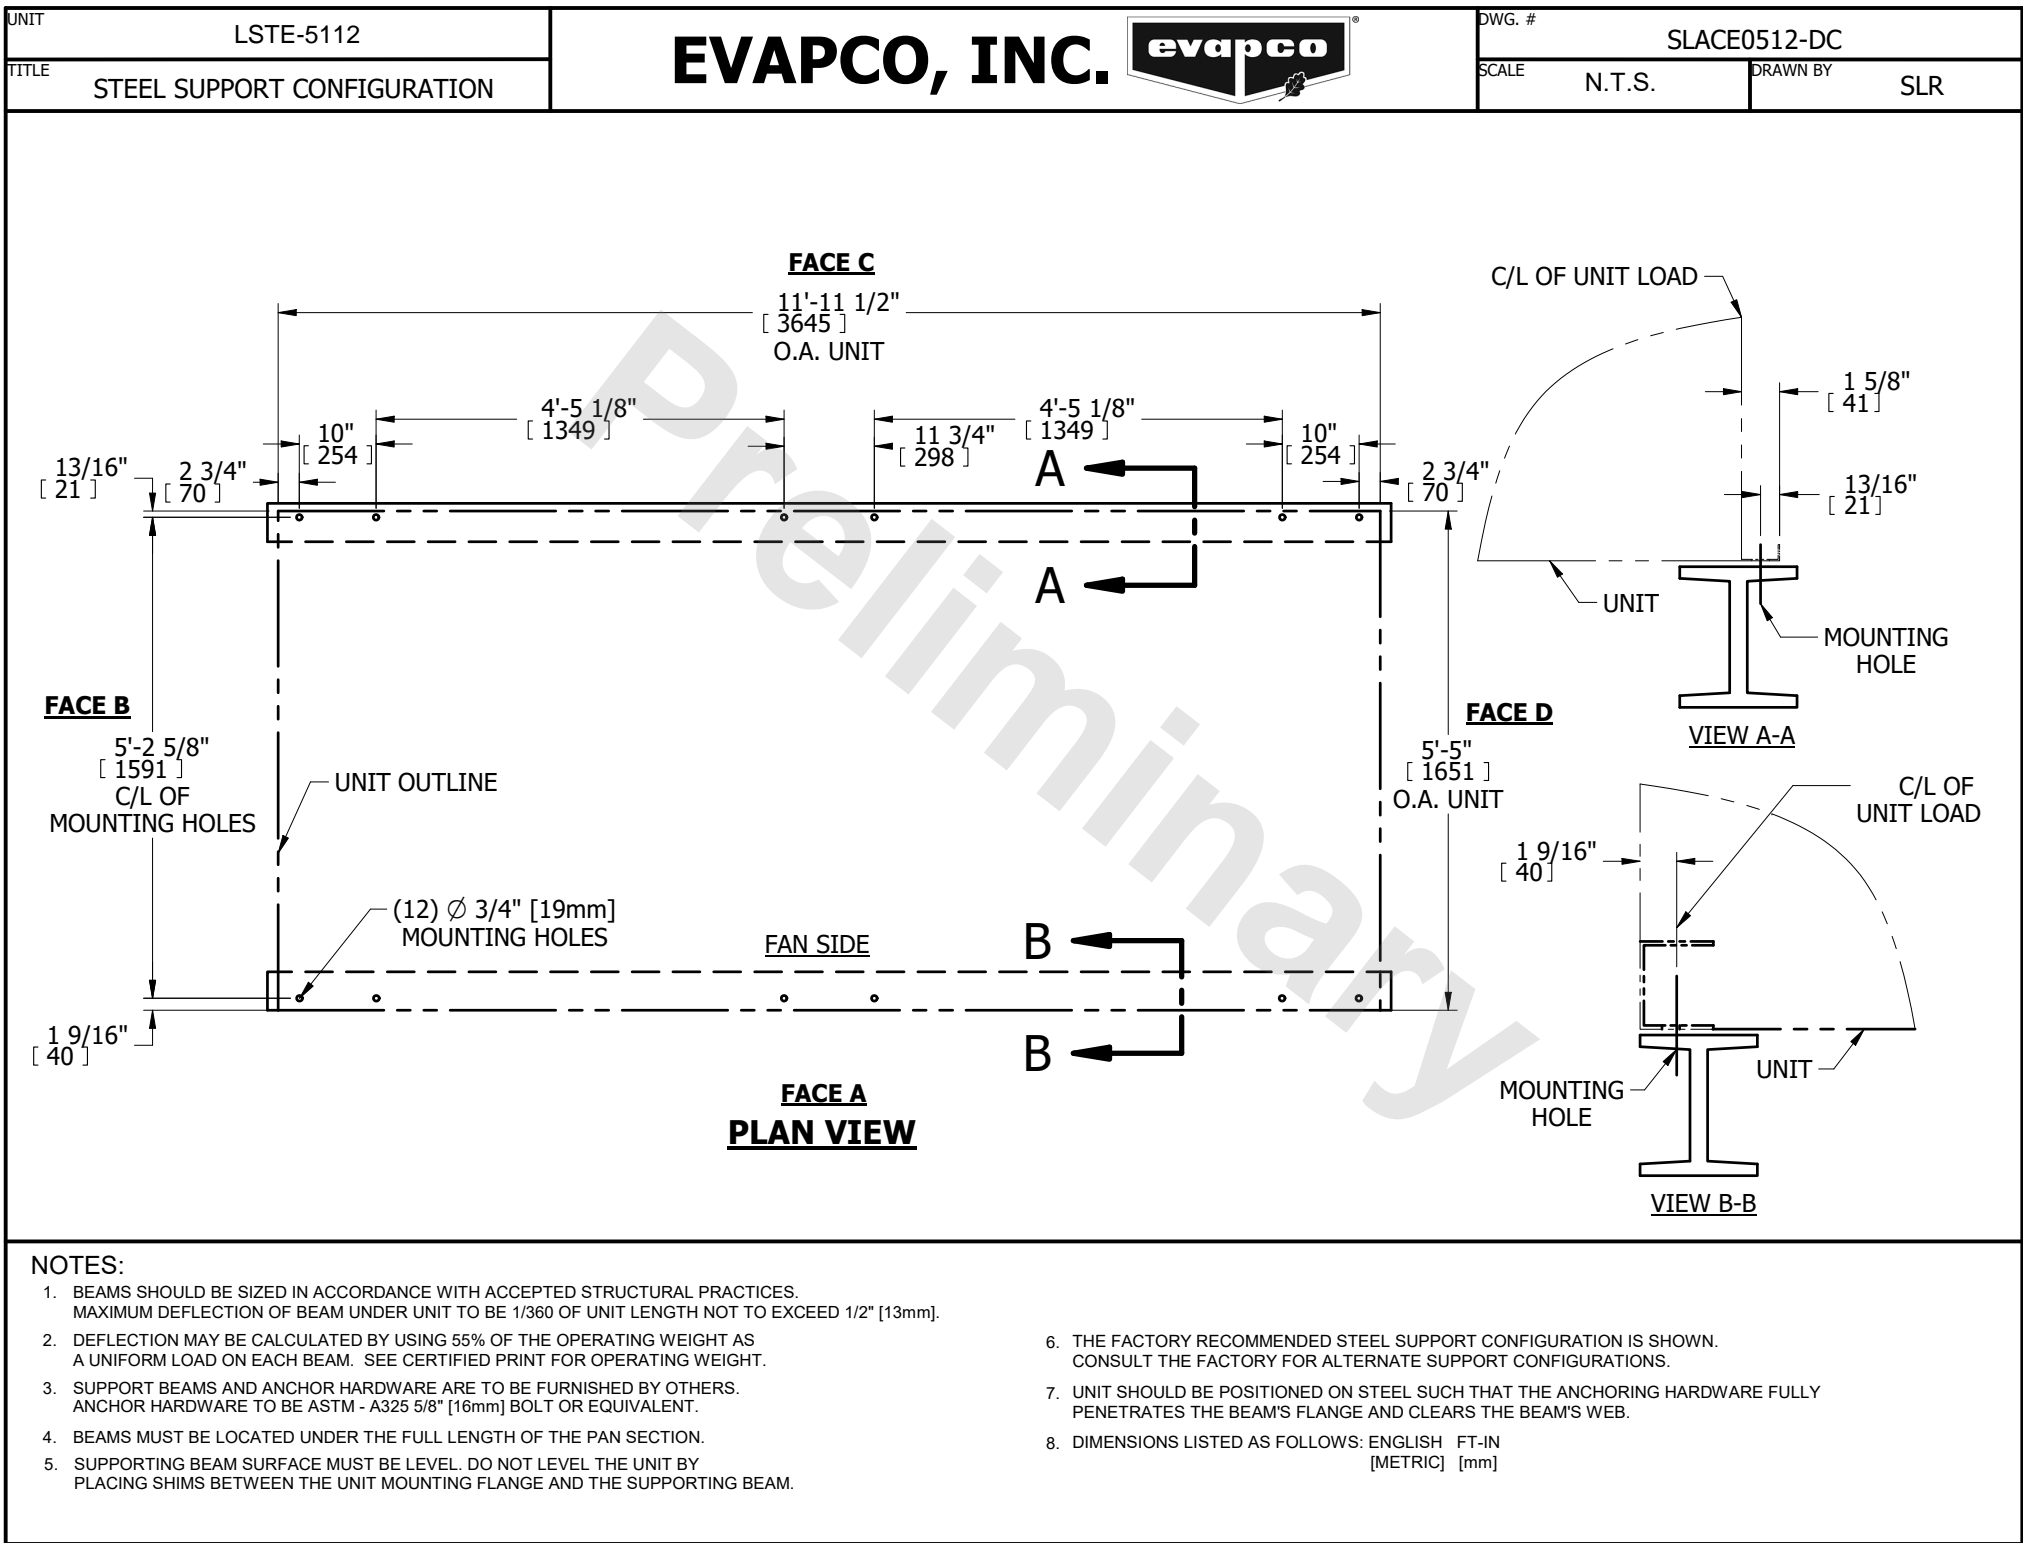 UNIT
LSTE-5112
TITLE
STEEL SUPPORT CONFIGURATION
EVAPCO, INC.
evapco
®
DWG. #
SLACE0512-DC
SCALE
N.T.S.
DRAWN BY
SLR
FACE C
11'-11 1/2"
[ 3645 ]
O.A. UNIT
4'-5 1/8"
[ 1349 ]
4'-5 1/8"
[ 1349 ]
10"
[ 254 ]
11 3/4"
[ 298 ]
10"
[ 254 ]
13/16"
[ 21 ]
2 3/4"
[ 70 ]
2 3/4"
[ 70 ]
A
A
FACE B
5'-2 5/8"
[ 1591 ]
C/L OF
MOUNTING HOLES
UNIT OUTLINE
FACE D
5'-5"
[ 1651 ]
O.A. UNIT
(12) Ø 3/4" [19mm]
MOUNTING HOLES
FAN SIDE
B
B
1 9/16"
[ 40 ]
FACE A
PLAN VIEW
Preliminary
C/L OF UNIT LOAD
1 5/8"
[ 41 ]
13/16"
[ 21 ]
UNIT
MOUNTING
HOLE
VIEW A-A
C/L OF
UNIT LOAD
1 9/16"
[ 40 ]
UNIT
MOUNTING
HOLE
VIEW B-B
NOTES:
1. BEAMS SHOULD BE SIZED IN ACCORDANCE WITH ACCEPTED STRUCTURAL PRACTICES.
MAXIMUM DEFLECTION OF BEAM UNDER UNIT TO BE 1/360 OF UNIT LENGTH NOT TO EXCEED 1/2" [13mm].
2. DEFLECTION MAY BE CALCULATED BY USING 55% OF THE OPERATING WEIGHT AS
A UNIFORM LOAD ON EACH BEAM. SEE CERTIFIED PRINT FOR OPERATING WEIGHT.
3. SUPPORT BEAMS AND ANCHOR HARDWARE ARE TO BE FURNISHED BY OTHERS.
ANCHOR HARDWARE TO BE ASTM - A325 5/8" [16mm] BOLT OR EQUIVALENT.
4. BEAMS MUST BE LOCATED UNDER THE FULL LENGTH OF THE PAN SECTION.
5. SUPPORTING BEAM SURFACE MUST BE LEVEL. DO NOT LEVEL THE UNIT BY
PLACING SHIMS BETWEEN THE UNIT MOUNTING FLANGE AND THE SUPPORTING BEAM.
6. THE FACTORY RECOMMENDED STEEL SUPPORT CONFIGURATION IS SHOWN.
CONSULT THE FACTORY FOR ALTERNATE SUPPORT CONFIGURATIONS.
7. UNIT SHOULD BE POSITIONED ON STEEL SUCH THAT THE ANCHORING HARDWARE FULLY
PENETRATES THE BEAM'S FLANGE AND CLEARS THE BEAM'S WEB.
8. DIMENSIONS LISTED AS FOLLOWS: ENGLISH FT-IN
[METRIC] [mm]